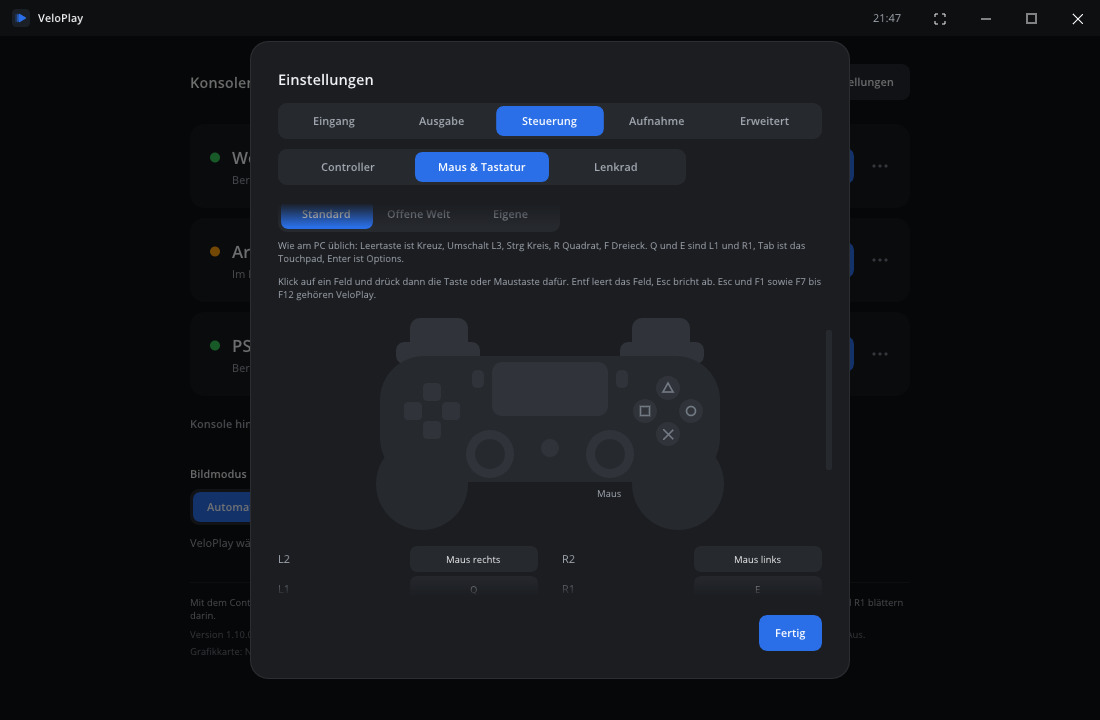 VeloPlay
21:47
Konsolen
ellungen
Einstellungen
Eingang
Ausgabe
Steuerung
Aufnahme
Erweitert
Controller
Maus & Tastatur
Lenkrad
Standard
Offene Welt
Eigene
Wie am PC üblich: Leertaste ist Kreuz, Umschalt L3, Strg Kreis, R Quadrat, F Dreieck. Q und E sind L1 und R1, Tab ist das
Touchpad, Enter ist Options.
Klick auf ein Feld und drück dann die Taste oder Maustaste dafür. Entf leert das Feld, Esc bricht ab. Esc und F1 sowie F7 bis
F12 gehören VeloPlay.
Maus
L2
Maus rechts
R2
Maus links
L1
Q
R1
E
Fertig
Ber
Ar
Im
PS
Ber
Konsole hin
Bildmodus
Automa
VeloPlay wä
Mit dem Cont
R1 blättern
darin.
Version 1.10.
Aus.
Grafikkarte: N